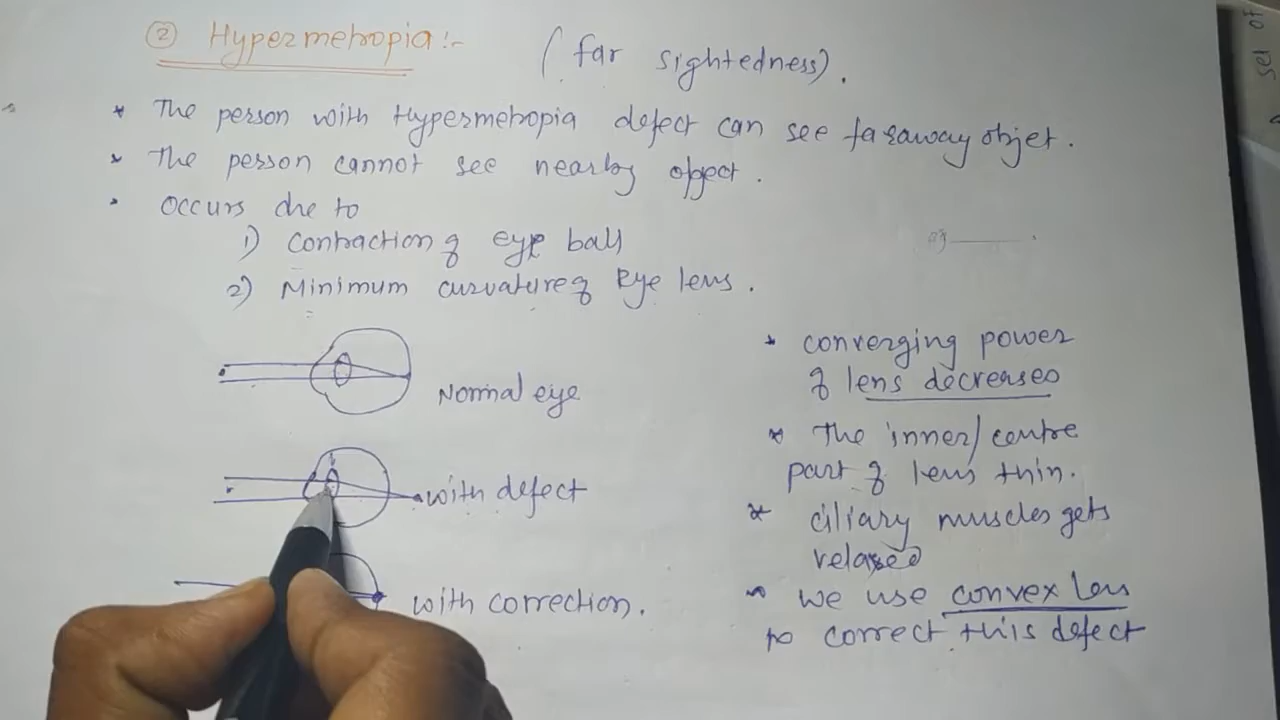 ② Hypermetropia :-
(far sightedness).
* The person with Hypermetropia defect can see faraway objet.
* The person cannot see nearby object.
• Occurs due to
1) Contraction of eye ball
2) Minimum curvature of Eye lens.
Normal eye
with defect
with correction.
* converging power
of lens decreases
* The inner/centre
part of lens thin.
* ciliary muscles gets
relaxed
~ we use convex lens
to correct this defect
set of